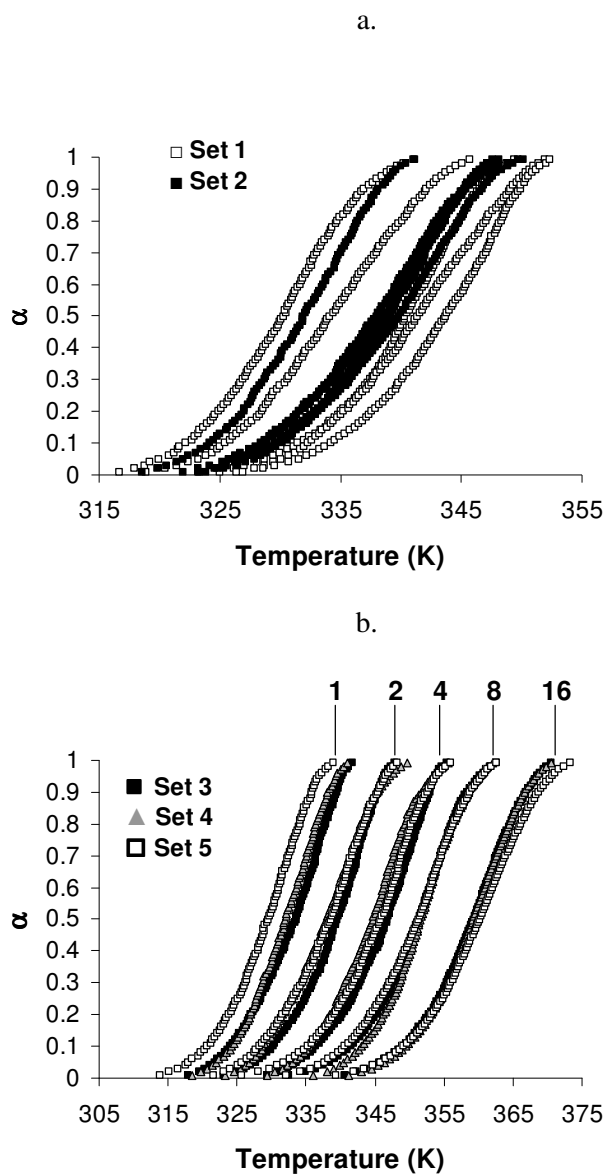 a.
Set 1
Set 2
1
0.9
0.8
0.7
0.6
0.5
0.4
0.3
0.2
0.1
0
α
315 325 335 345 355
Temperature (K)
b.
1 2 4 8 16
Set 3
Set 4
Set 5
1
0.9
0.8
0.7
0.6
0.5
0.4
0.3
0.2
0.1
0
α
305 315 325 335 345 355 365 375
Temperature (K)